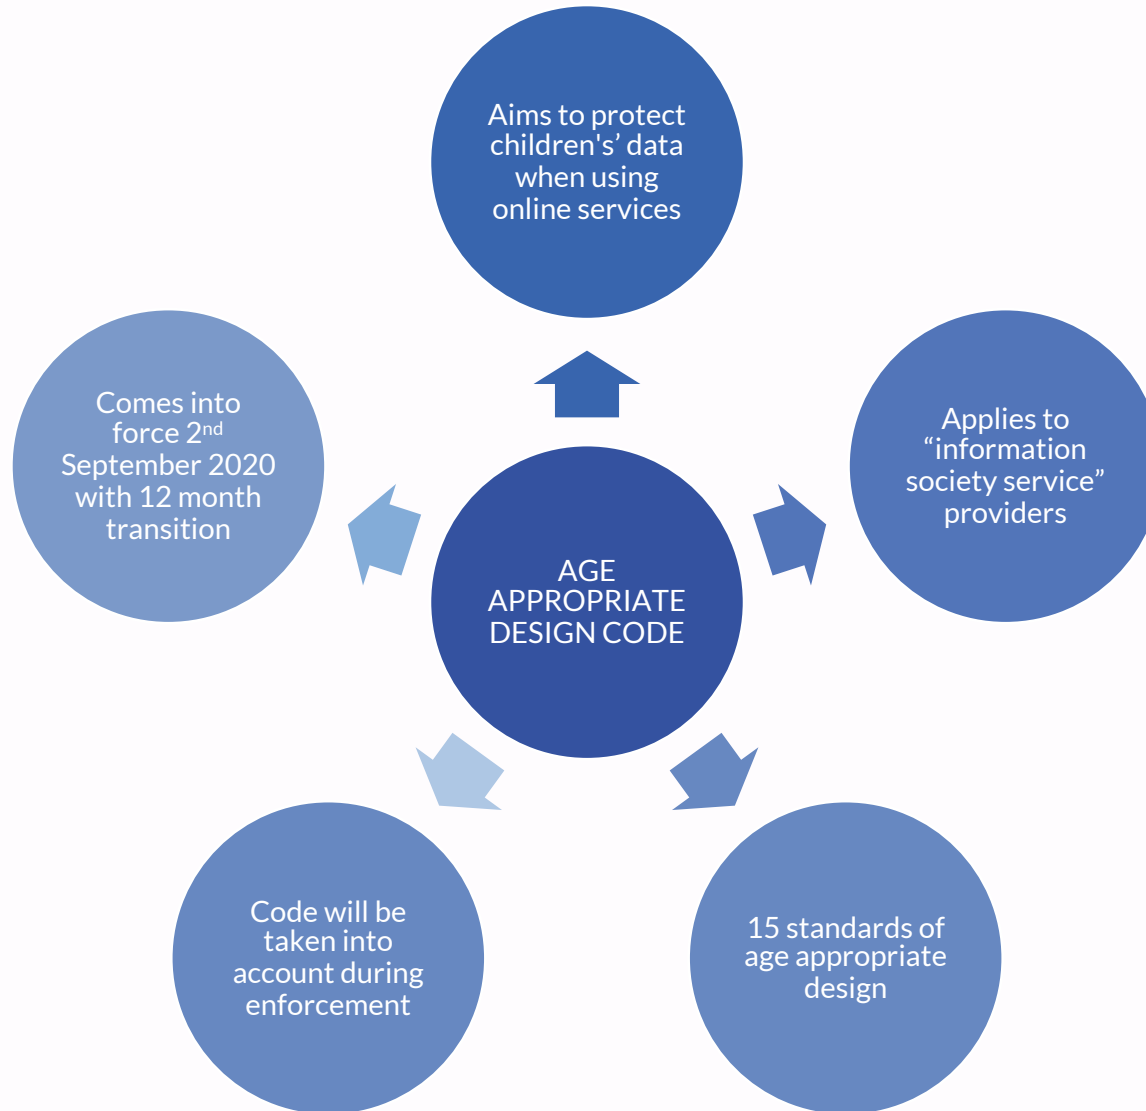 Aims to protect
children's’ data
when using
online services
Applies to
“information
society service”
providers
15 standards of
age appropriate
design
Code will be
taken into
account during
enforcement
Comes into
force 2nd
September 2020
with 12 month
transition
AGE
APPROPRIATE
DESIGN CODE